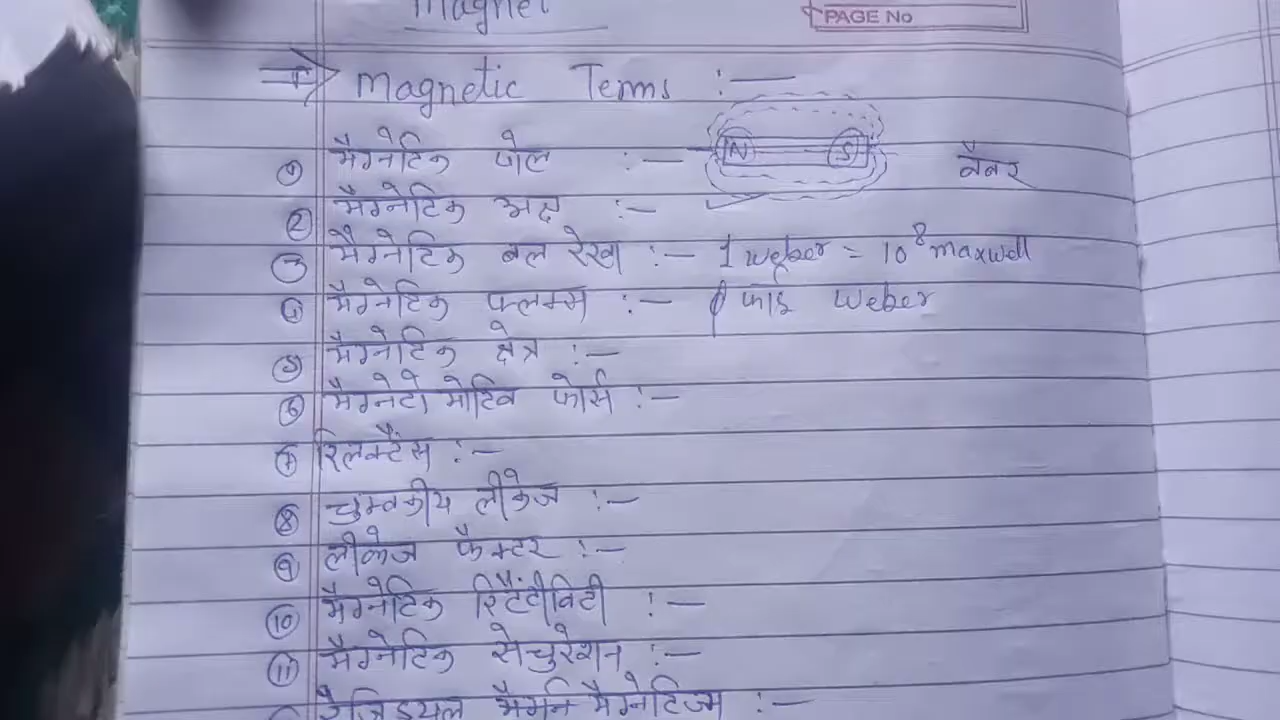 Magnet
PAGE No
⇒ Magnetic Terms :—
① मैग्नेटिक पोल :— N S वैबर
② मैग्नेटिक अक्ष :—
③ मैग्नेटिक बल रेखा :— 1 weber = 10⁸ maxwell
④ मैग्नेटिक फ्लक्स :— ϕ फाई Weber
⑤ मैग्नेटिक क्षेत्र :—
⑥ मैग्नेटो मोटिव फोर्स :—
⑦ रिलक्टैंस :—
⑧ चुम्बकीय लीकेज :—
⑨ लीकेज फैक्टर :—
⑩ मैग्नेटिक रिटैंटीविटी :—
⑪ मैग्नेटिक सेचुरेशन :—
रेजिड्यल मैग्नेटिज्म :—